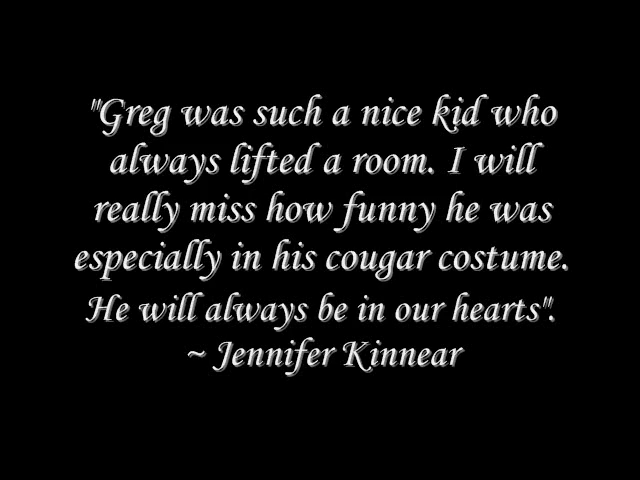 "Greg was such a nice kid who
always lifted a room. I will
really miss how funny he was
especially in his cougar costume.
He will always be in our hearts".
~ Jennifer Kinnear